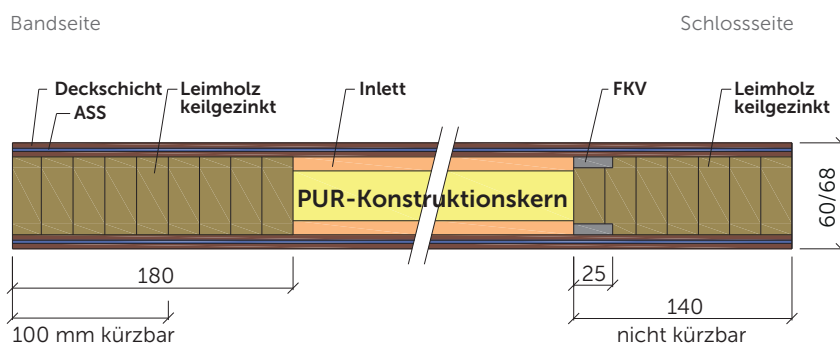 Bandseite
Schlossseite
Deckschicht
ASS
Leimholz
keilgezinkt
Inlett
FKV
Leimholz
keilgezinkt
PUR-Konstruktionskern
60/68
180
25
140
100 mm kürzbar
nicht kürzbar